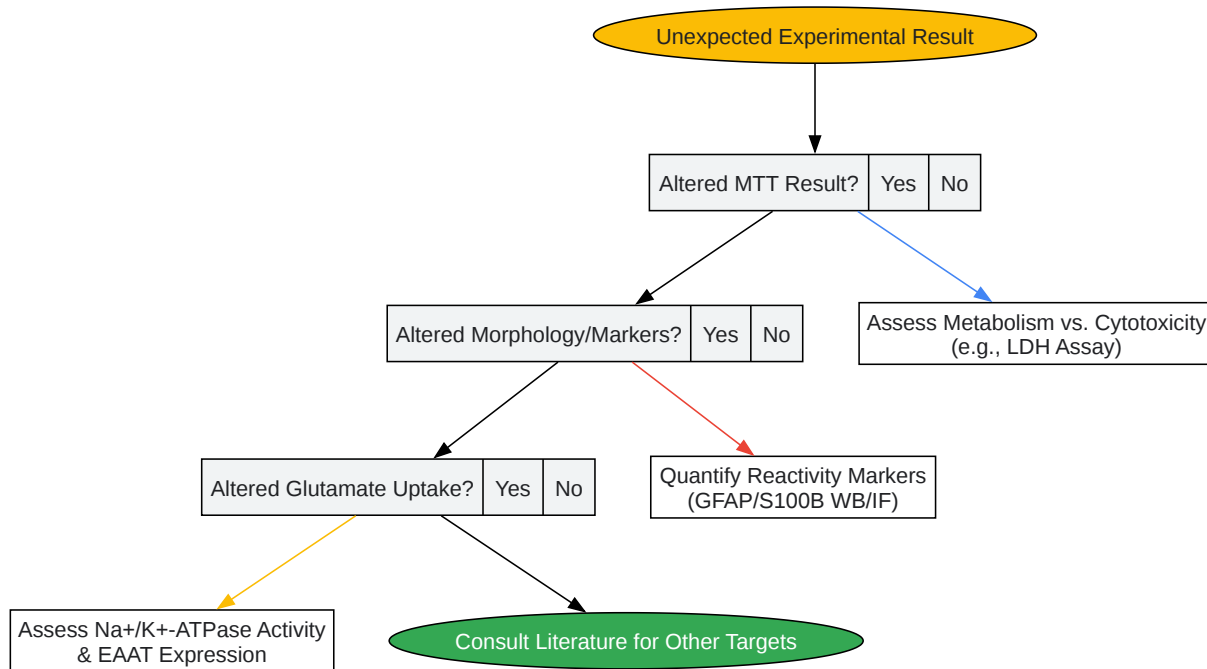 Unexpected Experimental Result
Altered MTT Result? Yes No
Assess Metabolism vs. Cytotoxicity
(e.g., LDH Assay)
Altered Morphology/Markers? Yes No
Quantify Reactivity Markers
(GFAP/S100B WB/IF)
Altered Glutamate Uptake? Yes No
Assess Na+/K+-ATPase Activity
& EAAT Expression
Consult Literature for Other Targets